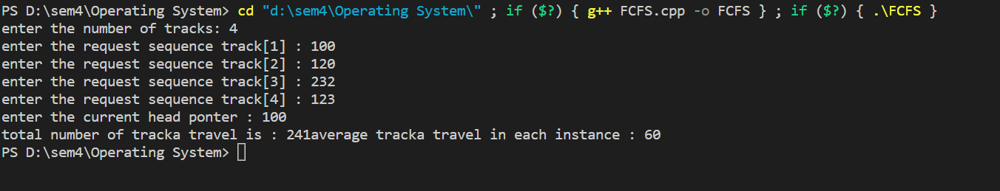 PS D:\sem4\Operating System> cd "d:\sem4\Operating System\" ; if ($?) { g++ FCFS.cpp -o FCFS } ; if ($?) { .\FCFS }
enter the number of tracks: 4
enter the request sequence track[1] : 100
enter the request sequence track[2] : 120
enter the request sequence track[3] : 232
enter the request sequence track[4] : 123
enter the current head ponter : 100
total number of tracka travel is : 241average tracka travel in each instance : 60
PS D:\sem4\Operating System>